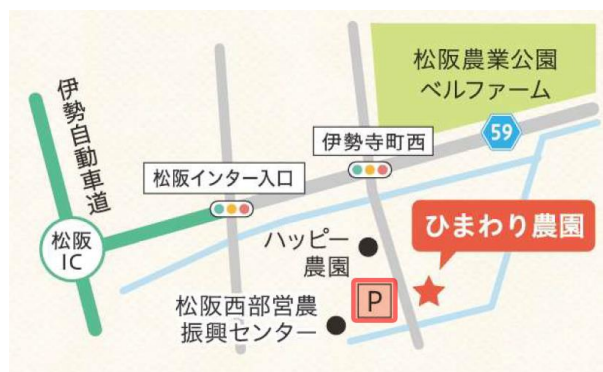 松阪農業公園
ベルファーム
伊勢自動車道
59
伊勢寺町西
松阪インター入口
ひまわり農園
松阪
IC
ハッピー
農園
P
松阪西部営農
振興センター